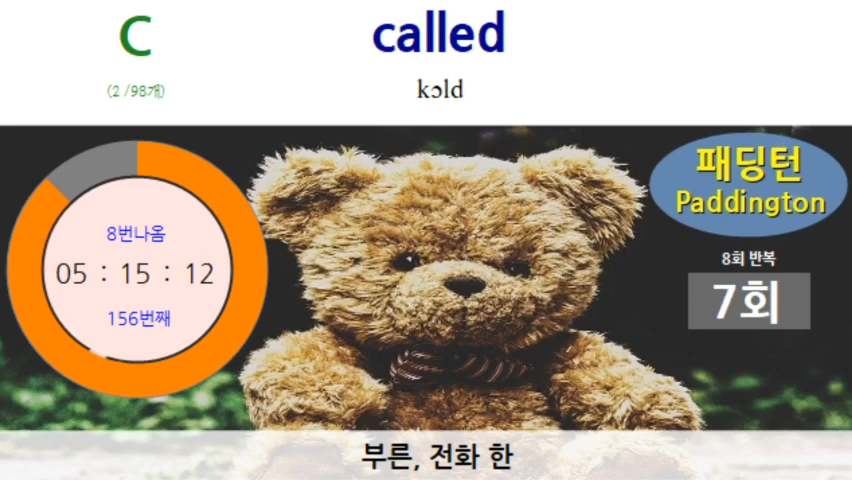 C
(2 /98개)
called
kɔld
8번나옴
05 : 15 : 12
156번째
패딩턴
Paddington
8회 반복
7회
부른, 전화 한